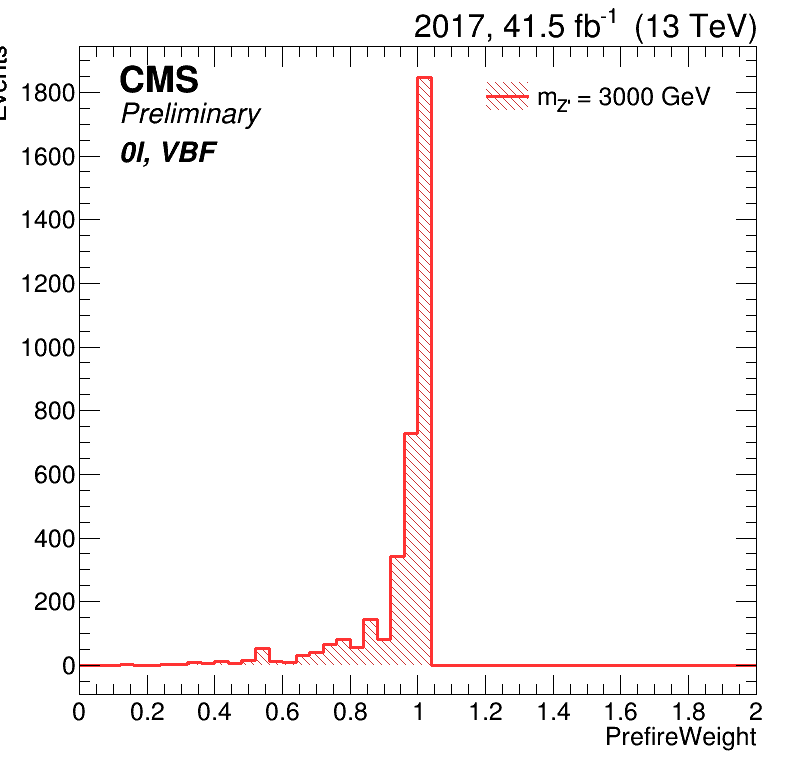 2017, 41.5 fb-1 (13 TeV)
CMS
Preliminary
0l, VBF
mZ' = 3000 GeV
Events
1800
1600
1400
1200
1000
800
600
400
200
0
0 0.2 0.4 0.6 0.8 1 1.2 1.4 1.6 1.8 2
PrefireWeight